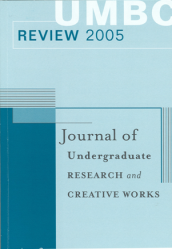 UMBC
REVIEW 2005
Journal of
Undergraduate
RESEARCH and
CREATIVE WORKS